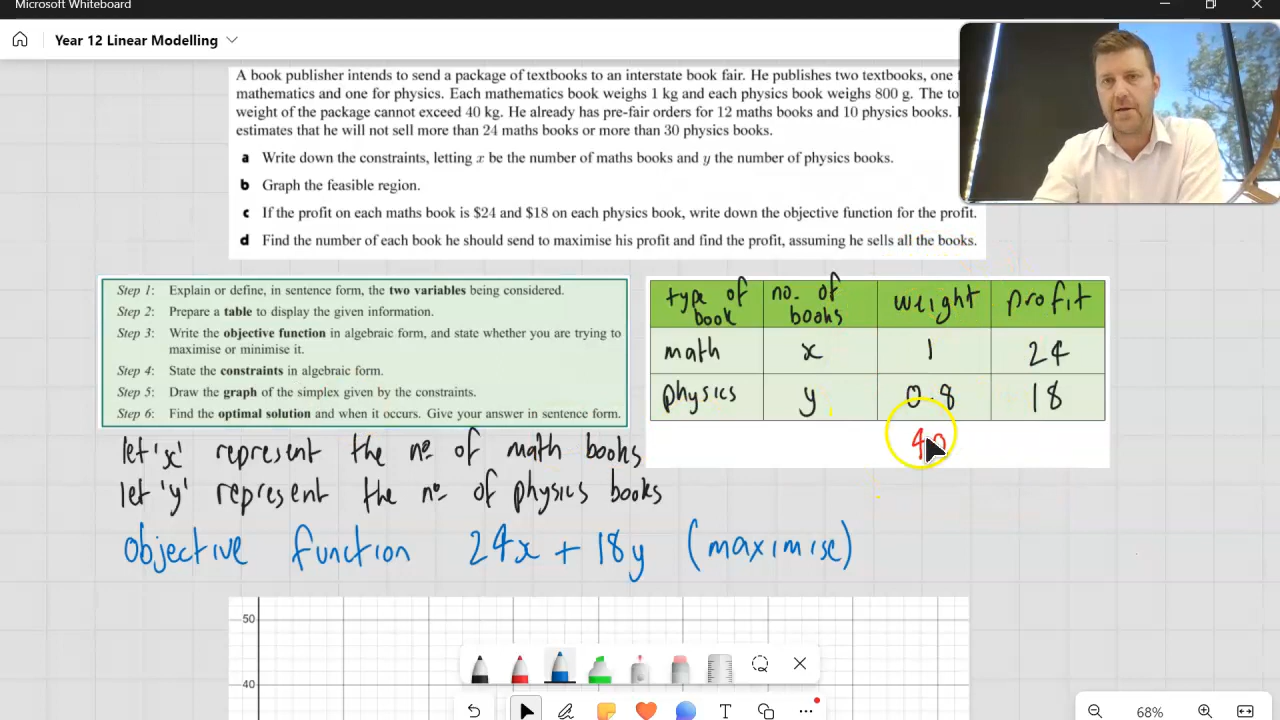 Microsoft Whiteboard
Year 12 Linear Modelling
A book publisher intends to send a package of textbooks to an interstate book fair. He publishes two textbooks, one
mathematics and one for physics. Each mathematics book weighs 1 kg and each physics book weighs 800 g. The
weight of the package cannot exceed 40 kg. He already has pre-fair orders for 12 maths books and 10 physics books.
estimates that he will not sell more than 24 maths books or more than 30 physics books.
a Write down the constraints, letting x be the number of maths books and y the number of physics books.
b Graph the feasible region.
c If the profit on each maths book is $24 and $18 on each physics book, write down the objective function for the profit.
d Find the number of each book he should send to maximise his profit and find the profit, assuming he sells all the books.
Step 1: Explain or define, in sentence form, the two variables being considered.
Step 2: Prepare a table to display the given information.
Step 3: Write the objective function in algebraic form, and state whether you are trying to
maximise or minimise it.
Step 4: State the constraints in algebraic form.
Step 5: Draw the graph of the simplex given by the constraints.
Step 6: Find the optimal solution and when it occurs. Give your answer in sentence form.
type of book no. of books weight profit
math x 1 24
physics y 0.8 18
40
let 'x' represent the no of math books
let 'y' represent the no of physics books
objective function 24x + 18y (maximise)
50
40
68%